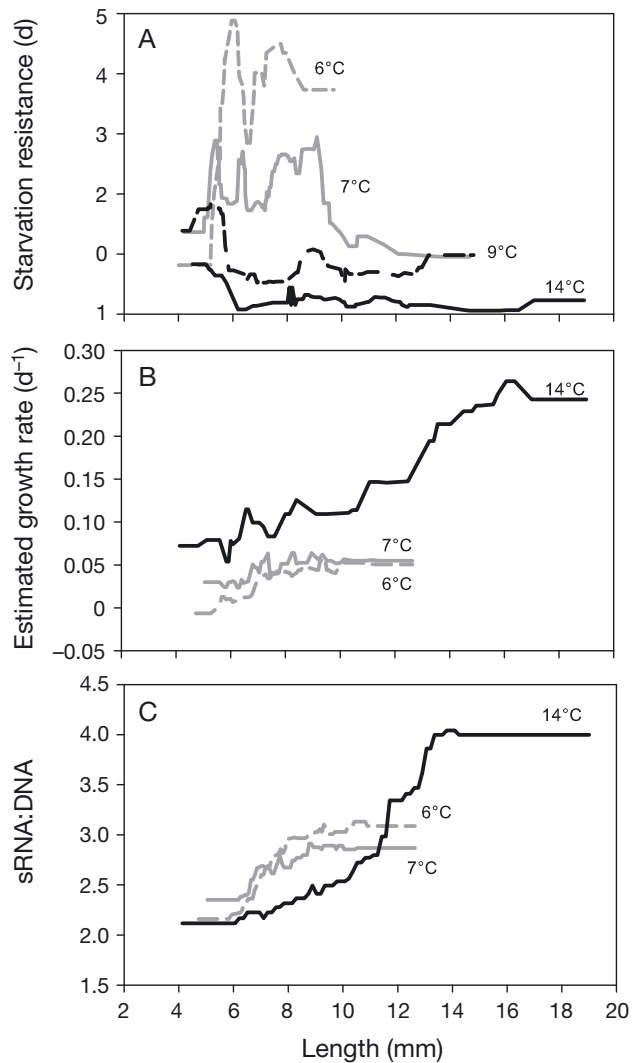 A
Starvation resistance (d)
5
4
3
2
0
1
6°C
7°C
9°C
14°C
B
Estimated growth rate (d–1)
0.30
0.25
0.20
0.15
0.10
0.05
0
–0.05
14°C
7°C
6°C
C
sRNA:DNA
4.5
4.0
3.5
3.0
2.5
2.0
1.5
14°C
6°C
7°C
2 4 6 8 10 12 14 16 18 20
Length (mm)